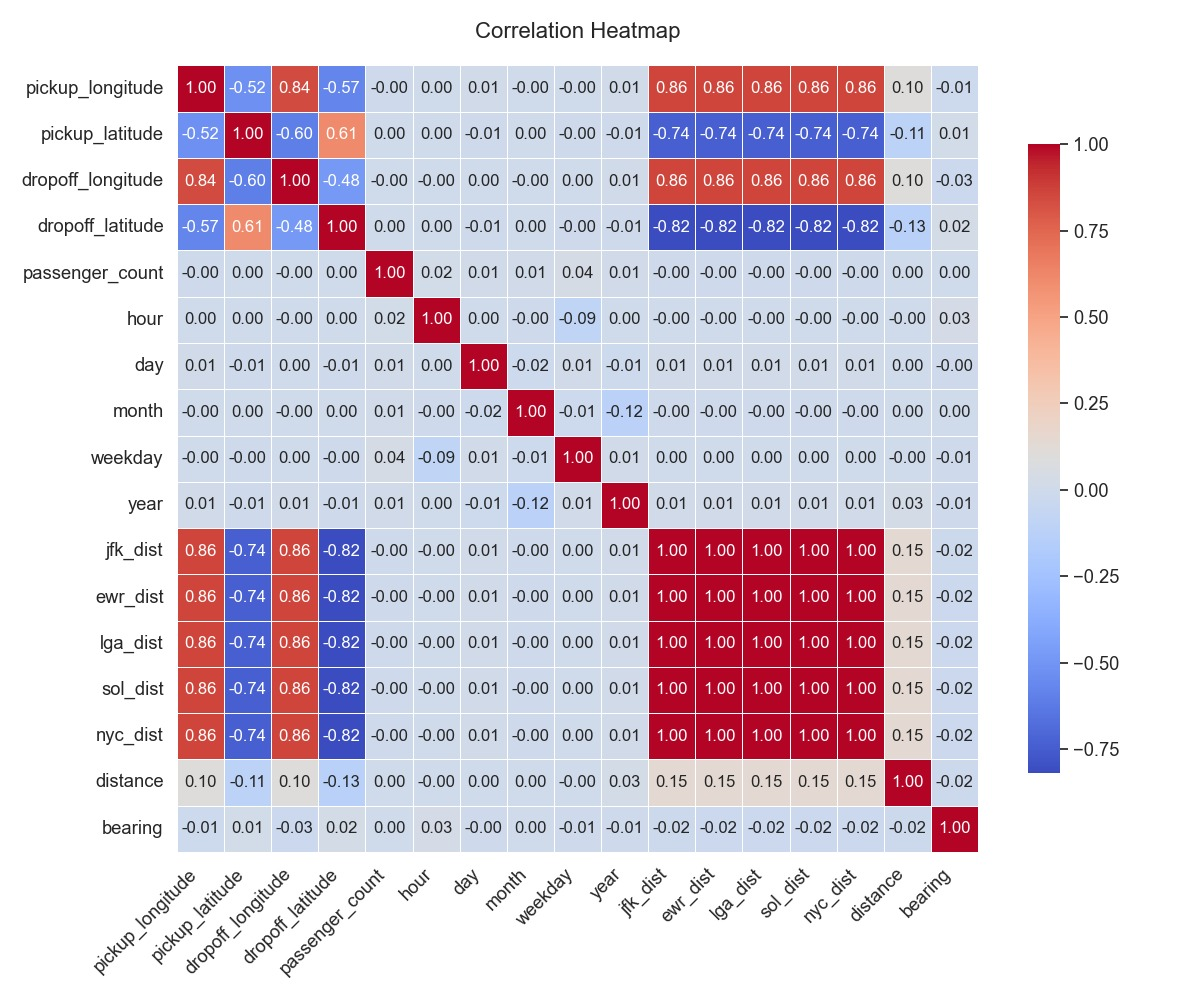 Correlation Heatmap
pickup_longitude 1.00 -0.52 0.84 -0.57 -0.00 0.00 0.01 -0.00 -0.00 0.01 0.86 0.86 0.86 0.86 0.86 0.10 -0.01
pickup_latitude -0.52 1.00 -0.60 0.61 0.00 0.00 -0.01 0.00 -0.00 -0.01 -0.74 -0.74 -0.74 -0.74 -0.74 -0.11 0.01
dropoff_longitude 0.84 -0.60 1.00 -0.48 -0.00 -0.00 0.00 -0.00 0.00 0.01 0.86 0.86 0.86 0.86 0.86 0.10 -0.03
dropoff_latitude -0.57 0.61 -0.48 1.00 0.00 0.00 -0.01 0.00 -0.00 -0.01 -0.82 -0.82 -0.82 -0.82 -0.82 -0.13 0.02
passenger_count -0.00 0.00 -0.00 0.00 1.00 0.02 0.01 0.01 0.04 0.01 -0.00 -0.00 -0.00 -0.00 -0.00 0.00 0.00
hour 0.00 0.00 -0.00 0.00 0.02 1.00 0.00 -0.00 -0.09 0.00 -0.00 -0.00 -0.00 -0.00 -0.00 -0.00 0.03
day 0.01 -0.01 0.00 -0.01 0.01 0.00 1.00 -0.02 0.01 -0.01 0.01 0.01 0.01 0.01 0.01 0.00 -0.00
month -0.00 0.00 -0.00 0.00 0.01 -0.00 -0.02 1.00 -0.01 -0.12 -0.00 -0.00 -0.00 -0.00 -0.00 0.00 0.00
weekday -0.00 -0.00 0.00 -0.00 0.04 -0.09 0.01 -0.01 1.00 0.01 0.00 0.00 0.00 0.00 0.00 -0.00 -0.01
year 0.01 -0.01 0.01 -0.01 0.01 0.00 -0.01 -0.12 0.01 1.00 0.01 0.01 0.01 0.01 0.01 0.03 -0.01
jfk_dist 0.86 -0.74 0.86 -0.82 -0.00 -0.00 0.01 -0.00 0.00 0.01 1.00 1.00 1.00 1.00 1.00 0.15 -0.02
ewr_dist 0.86 -0.74 0.86 -0.82 -0.00 -0.00 0.01 -0.00 0.00 0.01 1.00 1.00 1.00 1.00 1.00 0.15 -0.02
lga_dist 0.86 -0.74 0.86 -0.82 -0.00 -0.00 0.01 -0.00 0.00 0.01 1.00 1.00 1.00 1.00 1.00 0.15 -0.02
sol_dist 0.86 -0.74 0.86 -0.82 -0.00 -0.00 0.01 -0.00 0.00 0.01 1.00 1.00 1.00 1.00 1.00 0.15 -0.02
nyc_dist 0.86 -0.74 0.86 -0.82 -0.00 -0.00 0.01 -0.00 0.00 0.01 1.00 1.00 1.00 1.00 1.00 0.15 -0.02
distance 0.10 -0.11 0.10 -0.13 0.00 -0.00 0.00 0.00 -0.00 0.03 0.15 0.15 0.15 0.15 0.15 1.00 -0.02
bearing -0.01 0.01 -0.03 0.02 0.00 0.03 -0.00 0.00 -0.01 -0.01 -0.02 -0.02 -0.02 -0.02 -0.02 -0.02 1.00
pickup_longitude
pickup_latitude
dropoff_longitude
dropoff_latitude
passenger_count
hour
day
month
weekday
year
jfk_dist
ewr_dist
lga_dist
sol_dist
nyc_dist
distance
bearing
1.00
0.75
0.50
0.25
0.00
−0.25
−0.50
−0.75